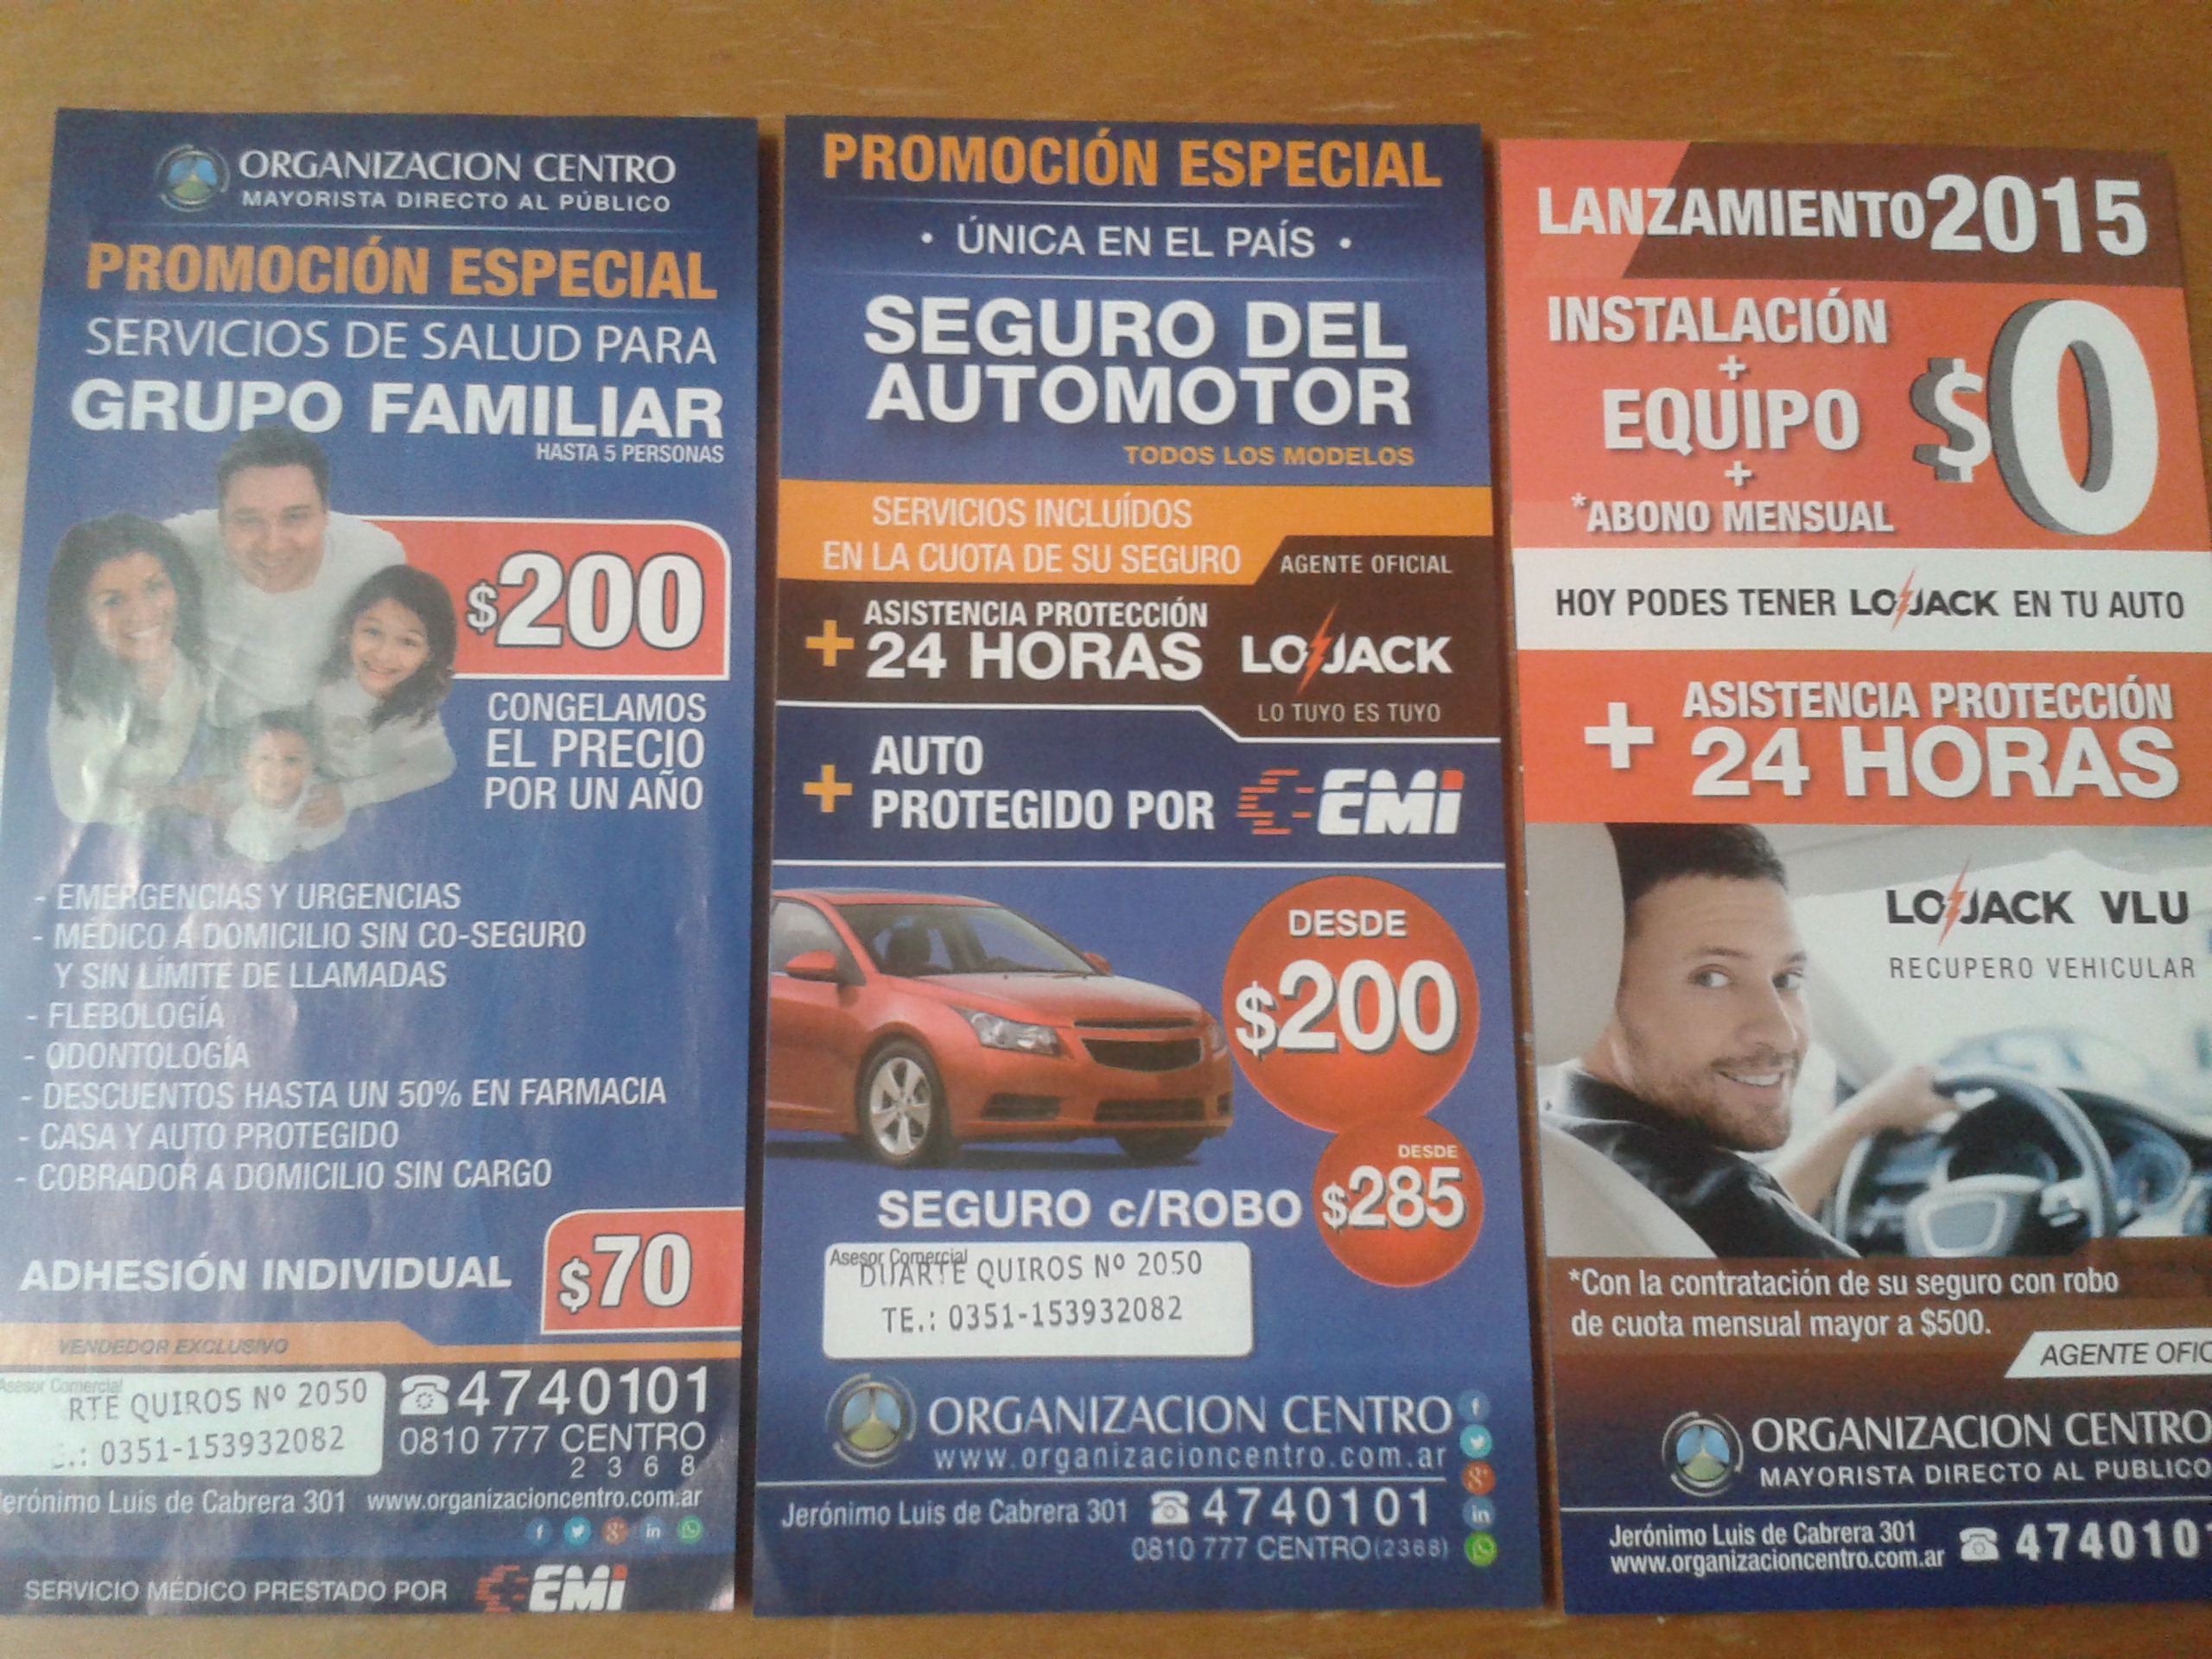 ORGANIZACION CENTRO
MAYORISTA DIRECTO AL PÚBLICO
PROMOCIÓN ESPECIAL
SERVICIOS DE SALUD PARA
GRUPO FAMILIAR
HASTA 5 PERSONAS
$200
CONGELAMOS
EL PRECIO
POR UN AÑO
- EMERGENCIAS Y URGENCIAS
- MÉDICO A DOMICILIO SIN CO-SEGURO
Y SIN LÍMITE DE LLAMADAS
- FLEBOLOGÍA
- ODONTOLOGÍA
- DESCUENTOS HASTA UN 50% EN FARMACIA
- CASA Y AUTO PROTEGIDO
- COBRADOR A DOMICILIO SIN CARGO
ADHESIÓN INDIVIDUAL $70
VENDEDOR EXCLUSIVO
Asesor Comercial
RTE QUIROS Nº 2050
.: 0351-153932082
4740101
0810 777 CENTRO
2 3 6 8
erónimo Luis de Cabrera 301 www.organizacioncentro.com.ar
f g+ in
SERVICIO MÉDICO PRESTADO POR EMI
PROMOCIÓN ESPECIAL
• ÚNICA EN EL PAÍS •
SEGURO DEL
AUTOMOTOR
TODOS LOS MODELOS
SERVICIOS INCLUÍDOS
EN LA CUOTA DE SU SEGURO
AGENTE OFICIAL
+ ASISTENCIA PROTECCIÓN
24 HORAS
LOJACK
LO TUYO ES TUYO
+ AUTO
PROTEGIDO POR EMI
DESDE
$200
DESDE
SEGURO c/ROBO $285
Asesor Comercial
DUARTE QUIROS Nº 2050
TE.: 0351-153932082
ORGANIZACION CENTRO
www.organizacioncentro.com.ar
f
g+
in
Jerónimo Luis de Cabrera 301 4740101
0810 777 CENTRO (2368)
LANZAMIENTO 2015
INSTALACIÓN
+
EQUIPO
+
*ABONO MENSUAL
$0
HOY PODES TENER LOJACK EN TU AUTO
+ ASISTENCIA PROTECCIÓN
24 HORAS
LOJACK VLU
RECUPERO VEHICULAR
*Con la contratación de su seguro con robo
de cuota mensual mayor a $500.
AGENTE OFIC
ORGANIZACION CENTRO
MAYORISTA DIRECTO AL PUBLICO
Jerónimo Luis de Cabrera 301
www.organizacioncentro.com.ar
474010